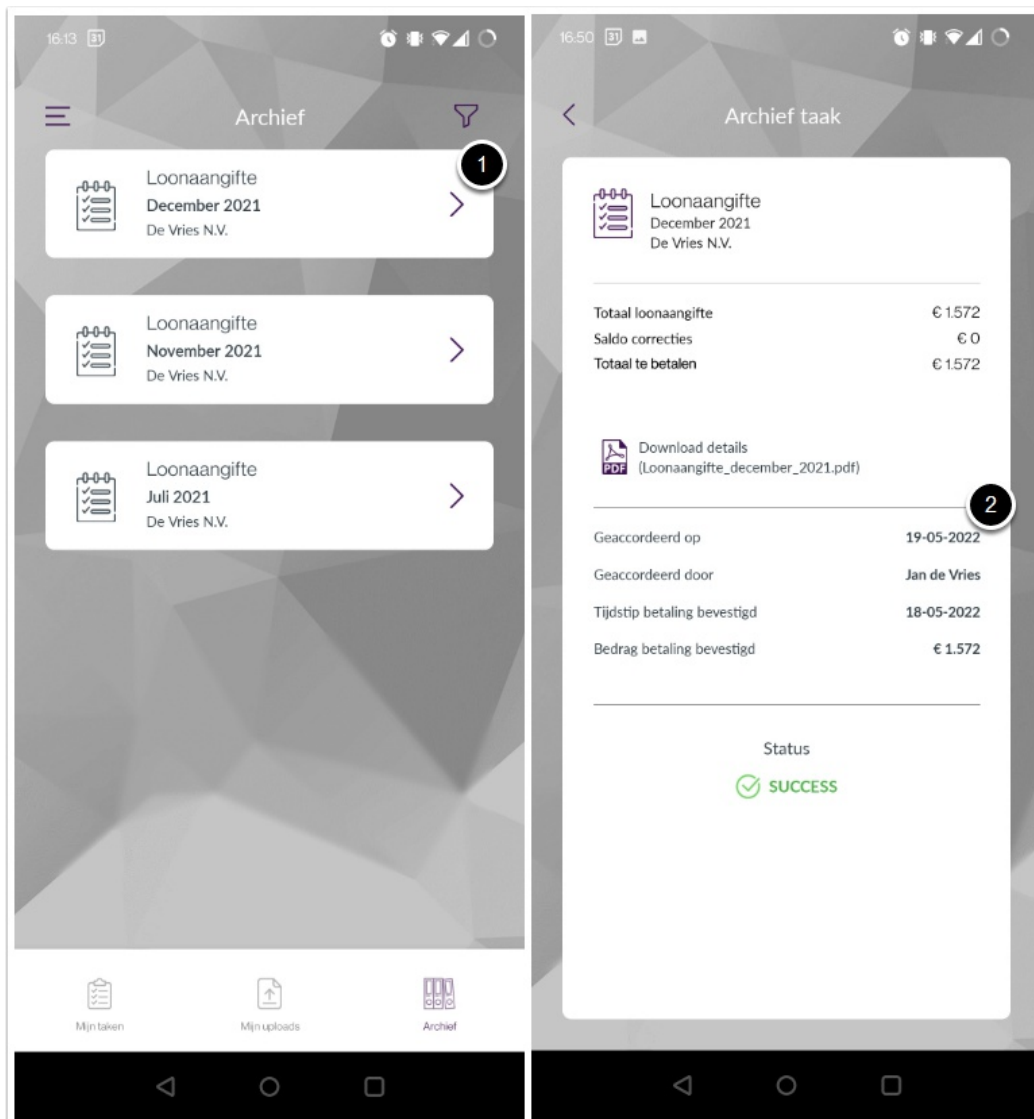 16:13 31
Archief
1
Loonaangifte
December 2021
De Vries N.V.
Loonaangifte
November 2021
De Vries N.V.
Loonaangifte
Juli 2021
De Vries N.V.
Mijn taken
Mijn uploads
Archief
16:50 31
Archief taak
Loonaangifte
December 2021
De Vries N.V.
Totaal loonaangifte € 1.572
Saldo correcties € 0
Totaal te betalen € 1.572
PDF
Download details
(Loonaangifte_december_2021.pdf)
2
Geaccordeerd op 19-05-2022
Geaccordeerd door Jan de Vries
Tijdstip betaling bevestigd 18-05-2022
Bedrag betaling bevestigd € 1.572
Status
SUCCESS